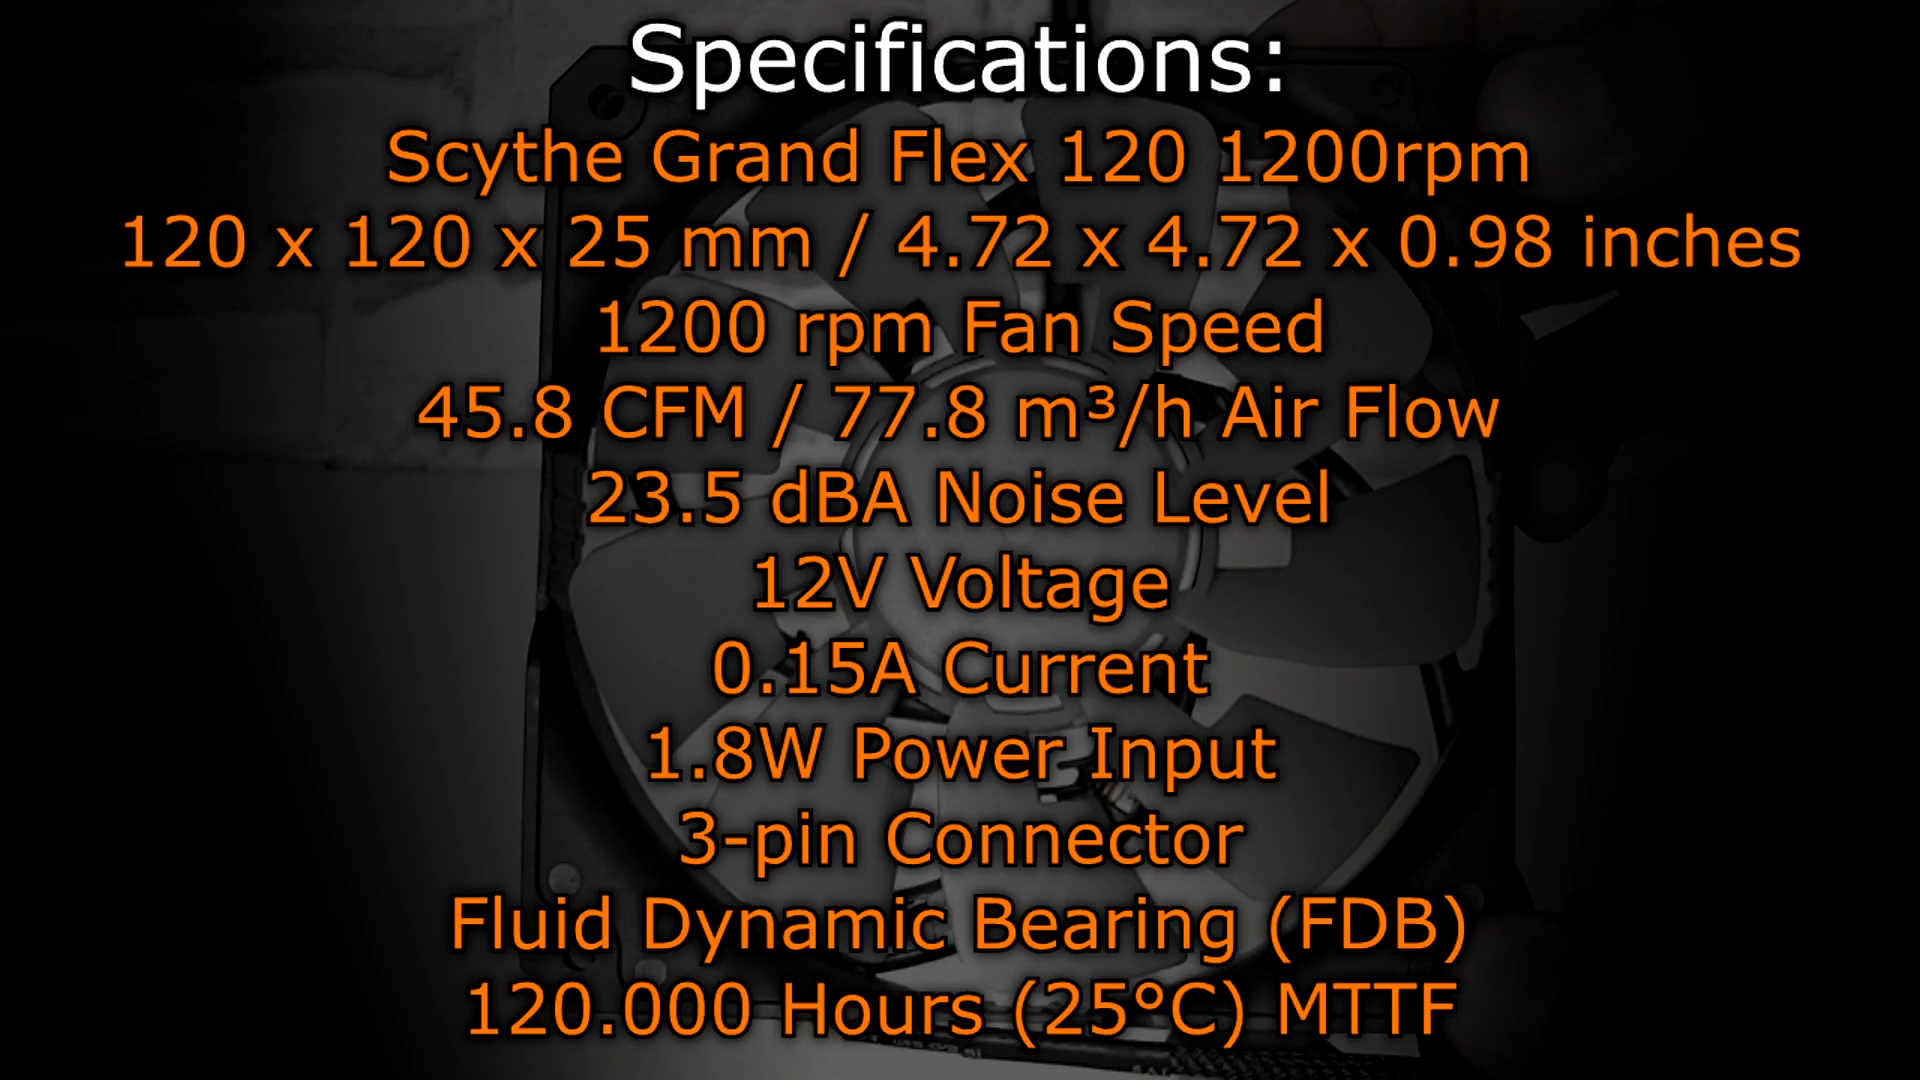 Specifications:
Scythe Grand Flex 120 1200rpm
120 x 120 x 25 mm / 4.72 x 4.72 x 0.98 inches
1200 rpm Fan Speed
45.8 CFM / 77.8 m³/h Air Flow
23.5 dBA Noise Level
12V Voltage
0.15A Current
1.8W Power Input
3-pin Connector
Fluid Dynamic Bearing (FDB)
120.000 Hours (25°C) MTTF